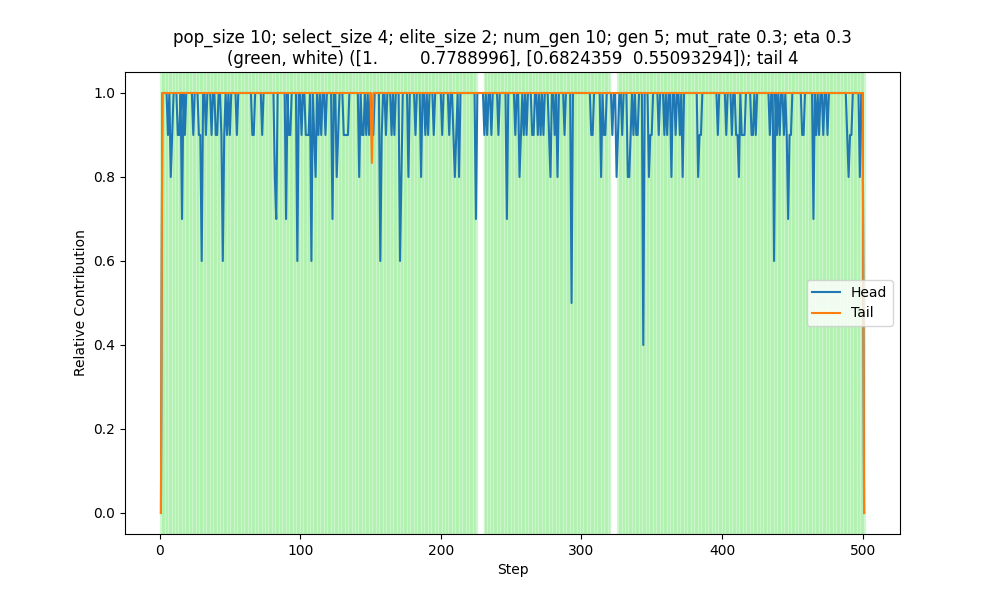 pop_size 10; select_size 4; elite_size 2; num_gen 10; gen 5; mut_rate 0.3; eta 0.3
(green, white) ([1.         0.7788996], [0.6824359  0.55093294]); tail 4
1.0
0.8
0.6
0.4
0.2
0.0
Relative Contribution
Head
Tail
0
100
200
300
400
500
Step